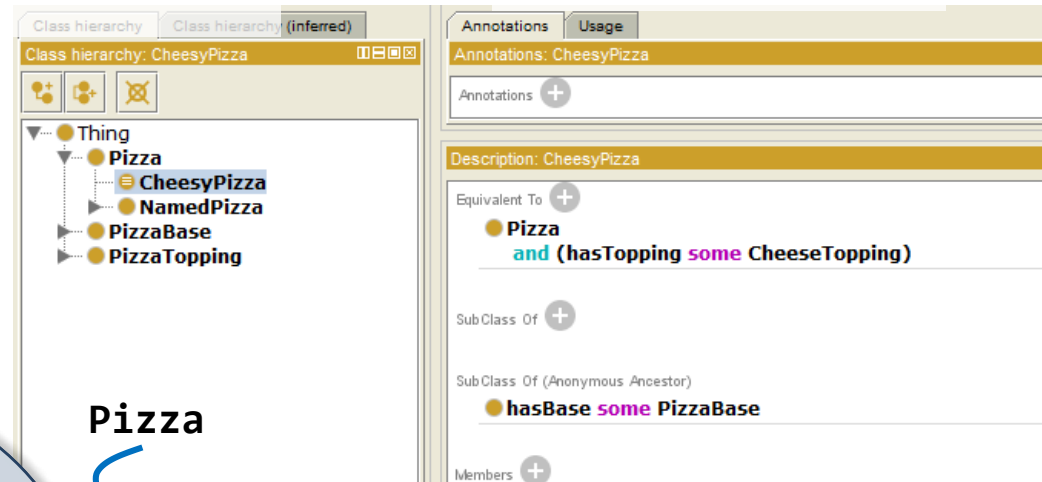 Class hierarchy Class hierarchy (inferred)
Class hierarchy: CheesyPizza
Thing
Pizza
CheesyPizza
NamedPizza
PizzaBase
PizzaTopping
Pizza
Annotations Usage
Annotations: CheesyPizza
Annotations
Description: CheesyPizza
Equivalent To
Pizza
and (hasTopping some CheeseTopping)
SubClass Of
SubClass Of (Anonymous Ancestor)
hasBase some PizzaBase
Members